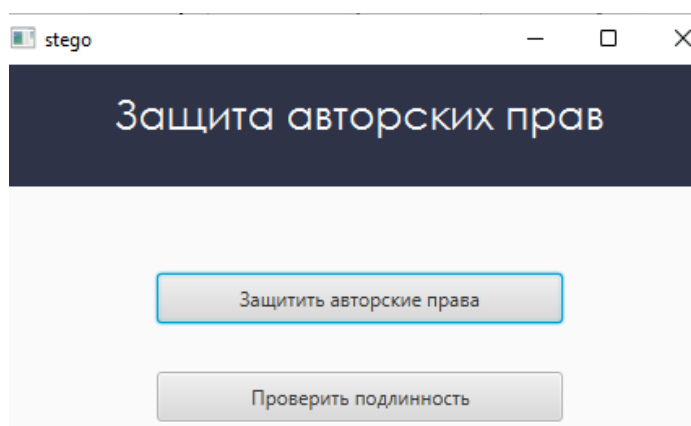 stego
Защита авторских прав
Защитить авторские права
Проверить подлинность